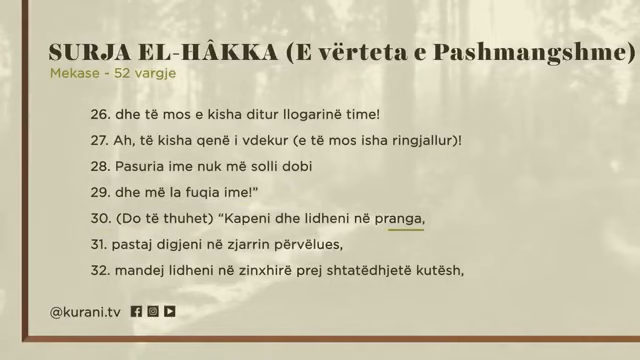 SURJA EL-HÂKKA (E vërteta e Pashmangshme)
Mekase - 52 vargje
26. dhe të mos e kisha ditur llogarinë time!
27. Ah, të kisha qenë i vdekur (e të mos isha ringjallur)!
28. Pasuria ime nuk më solli dobi
29. dhe më la fuqia ime!”
30. (Do të thuhet) “Kapeni dhe lidheni në pranga,
31. pastaj digjeni në zjarrin përvëlues,
32. mandej lidheni në zinxhirë prej shtatëdhjetë kutësh,
@kurani.tv